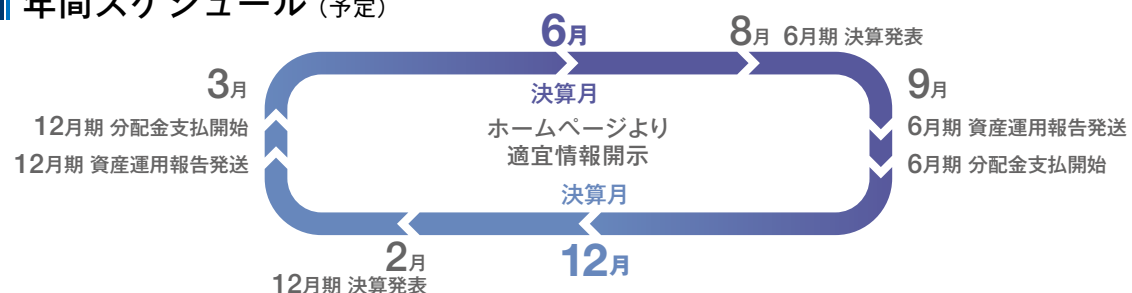 年間スケジュール（予定）
6月
決算月
8月 6月期 決算発表
9月
6月期 資産運用報告発送
6月期 分配金支払開始
ホームページより
適宜情報開示
決算月
12月
2月
12月期 決算発表
3月
12月期 分配金支払開始
12月期 資産運用報告発送